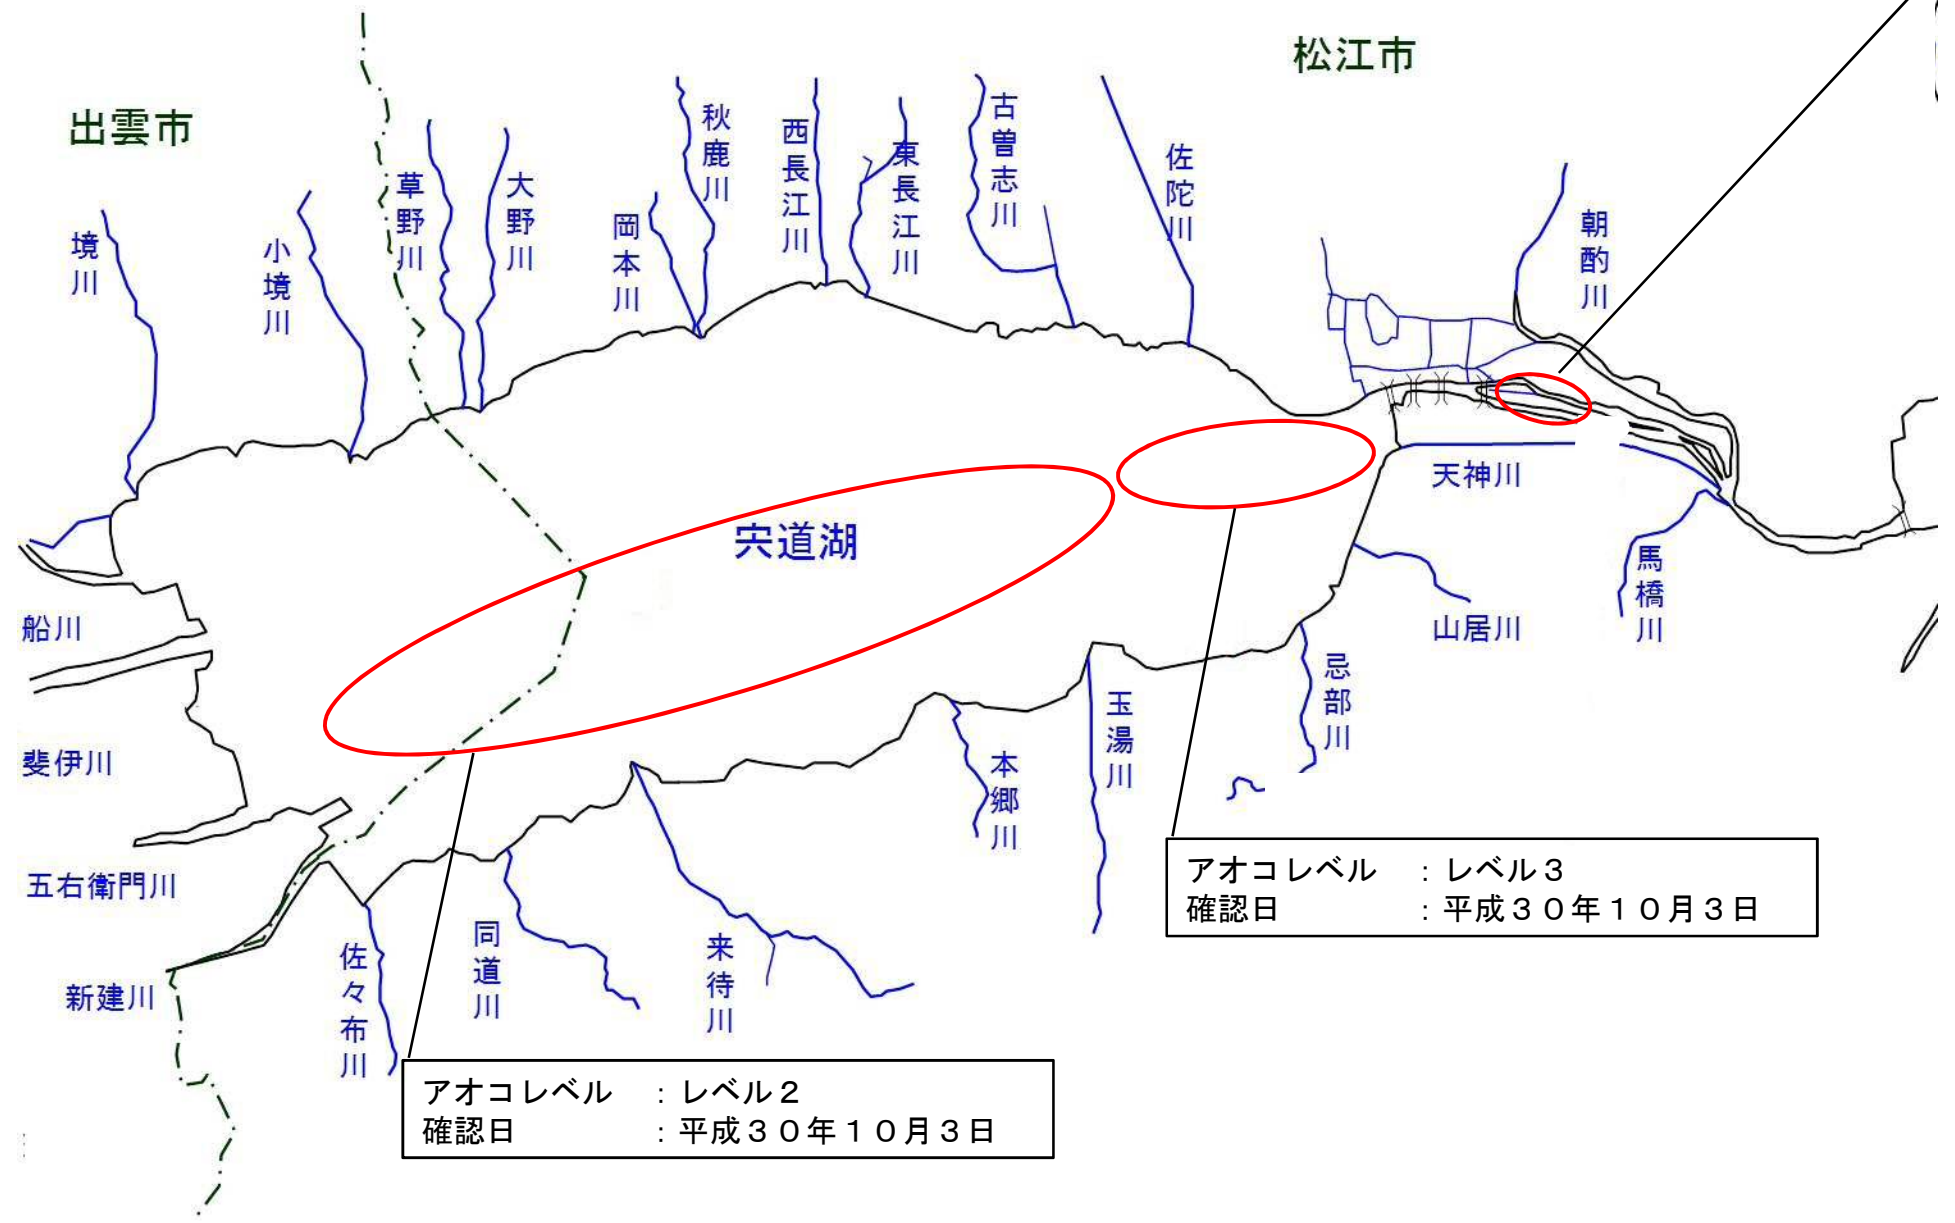 松江市
出雲市
秋鹿川
西長江川
東長江川
古曽志川
佐陀川
草野川
大野川
岡本川
朝酌川
境川
小境川
天神川
宍道湖
馬橋川
船川
山居川
忌部川
玉湯川
斐伊川
本郷川
アオコレベル ：レベル３
確認日 ：平成３０年１０月３日
五右衛門川
同道川
来待川
佐々布川
新建川
アオコレベル ：レベル２
確認日 ：平成３０年１０月３日